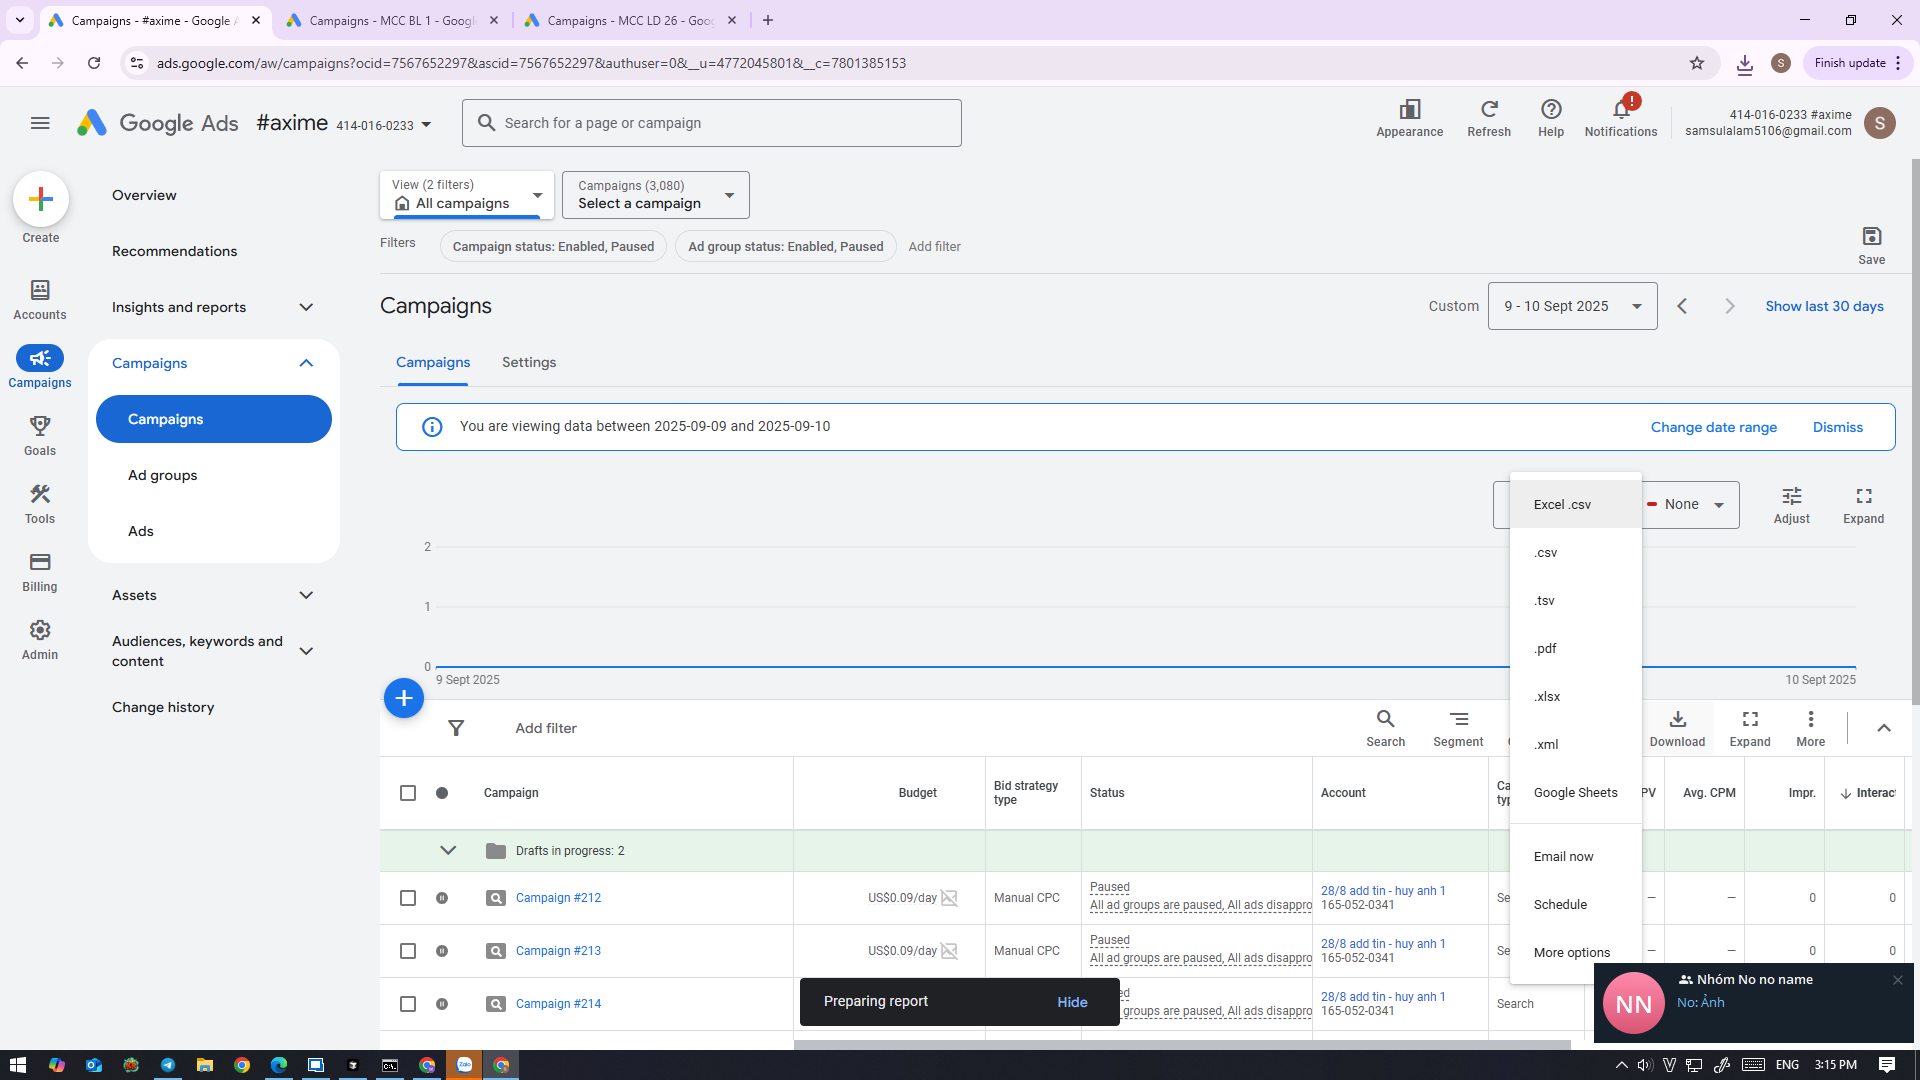 Campaigns - #axime - Google A
Campaigns - MCC BL 1 - Googl
Campaigns - MCC LD 26 - Goo
ads.google.com/aw/campaigns?ocid=7567652297&ascid=7567652297&authuser=0&__u=4772045801&__c=7801385153
S
Finish update
Google Ads
#axime 414-016-0233
Search for a page or campaign
Appearance
Refresh
Help
!
Notifications
414-016-0233 #axime
samsulalam5106@gmail.com
S
Create
Accounts
Campaigns
Goals
Tools
Billing
Admin
Overview
Recommendations
Insights and reports
Campaigns
Campaigns
Ad groups
Ads
Assets
Audiences, keywords and
content
Change history
View (2 filters)
All campaigns
Campaigns (3,080)
Select a campaign
Filters
Campaign status: Enabled, Paused
Ad group status: Enabled, Paused
Add filter
Save
Campaigns
Custom
9 - 10 Sept 2025
Show last 30 days
Campaigns
Settings
You are viewing data between 2025-09-09 and 2025-09-10
Change date range
Dismiss
None
Adjust
Expand
2
1
0
9 Sept 2025
10 Sept 2025
Excel .csv
.csv
.tsv
.pdf
.xlsx
.xml
Google Sheets
Email now
Schedule
More options
Add filter
Search
Segment
Download
Expand
More
Campaign
Budget
Bid strategy
type
Status
Account
Ca
typ
PV
Avg. CPM
Impr.
Interac
Drafts in progress: 2
Campaign #212
US$0.09/day
Manual CPC
Paused
All ad groups are paused, All ads disappro
28/8 add tin - huy anh 1
165-052-0341
Se
—
—
0
0
Campaign #213
US$0.09/day
Manual CPC
Paused
All ad groups are paused, All ads disappro
28/8 add tin - huy anh 1
165-052-0341
Se
—
—
0
0
Campaign #214
ed
groups are paused, All ads disappro
28/8 add tin - huy anh 1
165-052-0341
Search
Preparing report
Hide
NN
Nhóm No no name
No: Ảnh
Zalo
ENG
3:15 PM